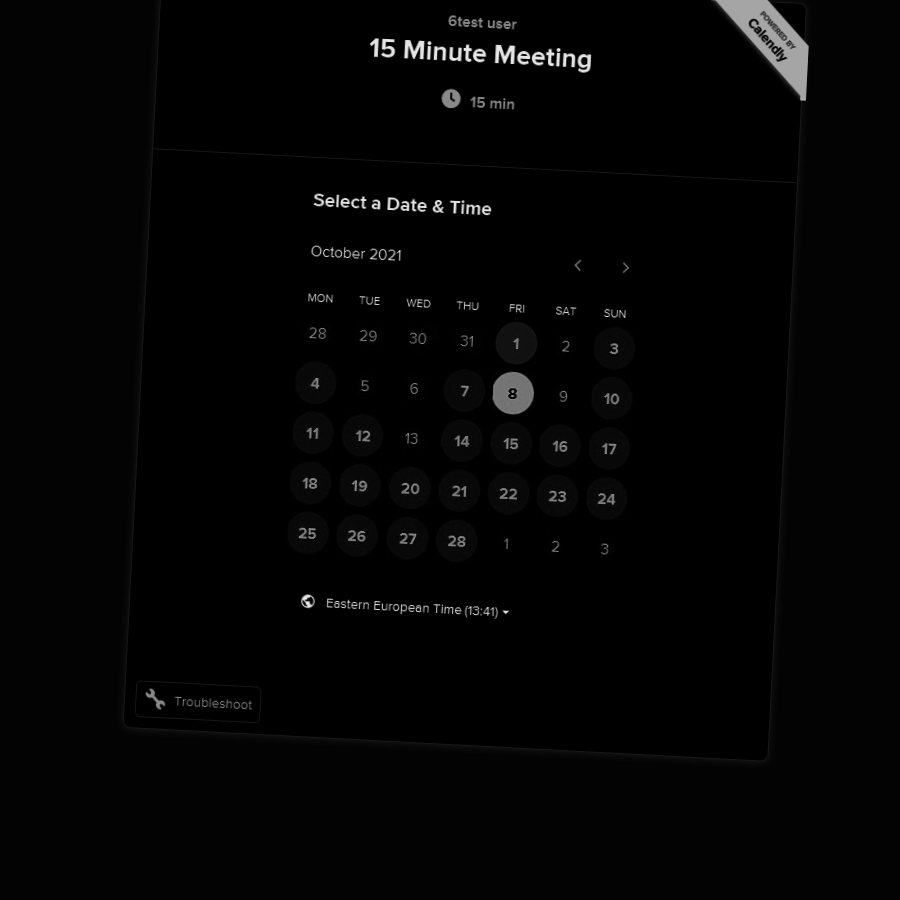 6test user
15 Minute Meeting
15 min
POWERED BY
Calendly
Select a Date & Time
October 2021
MON TUE WED THU FRI SAT SUN
28 29 30 31 1 2 3
4 5 6 7 8 9 10
11 12 13 14 15 16 17
18 19 20 21 22 23 24
25 26 27 28 1 2 3
Eastern European Time (13:41)
Troubleshoot